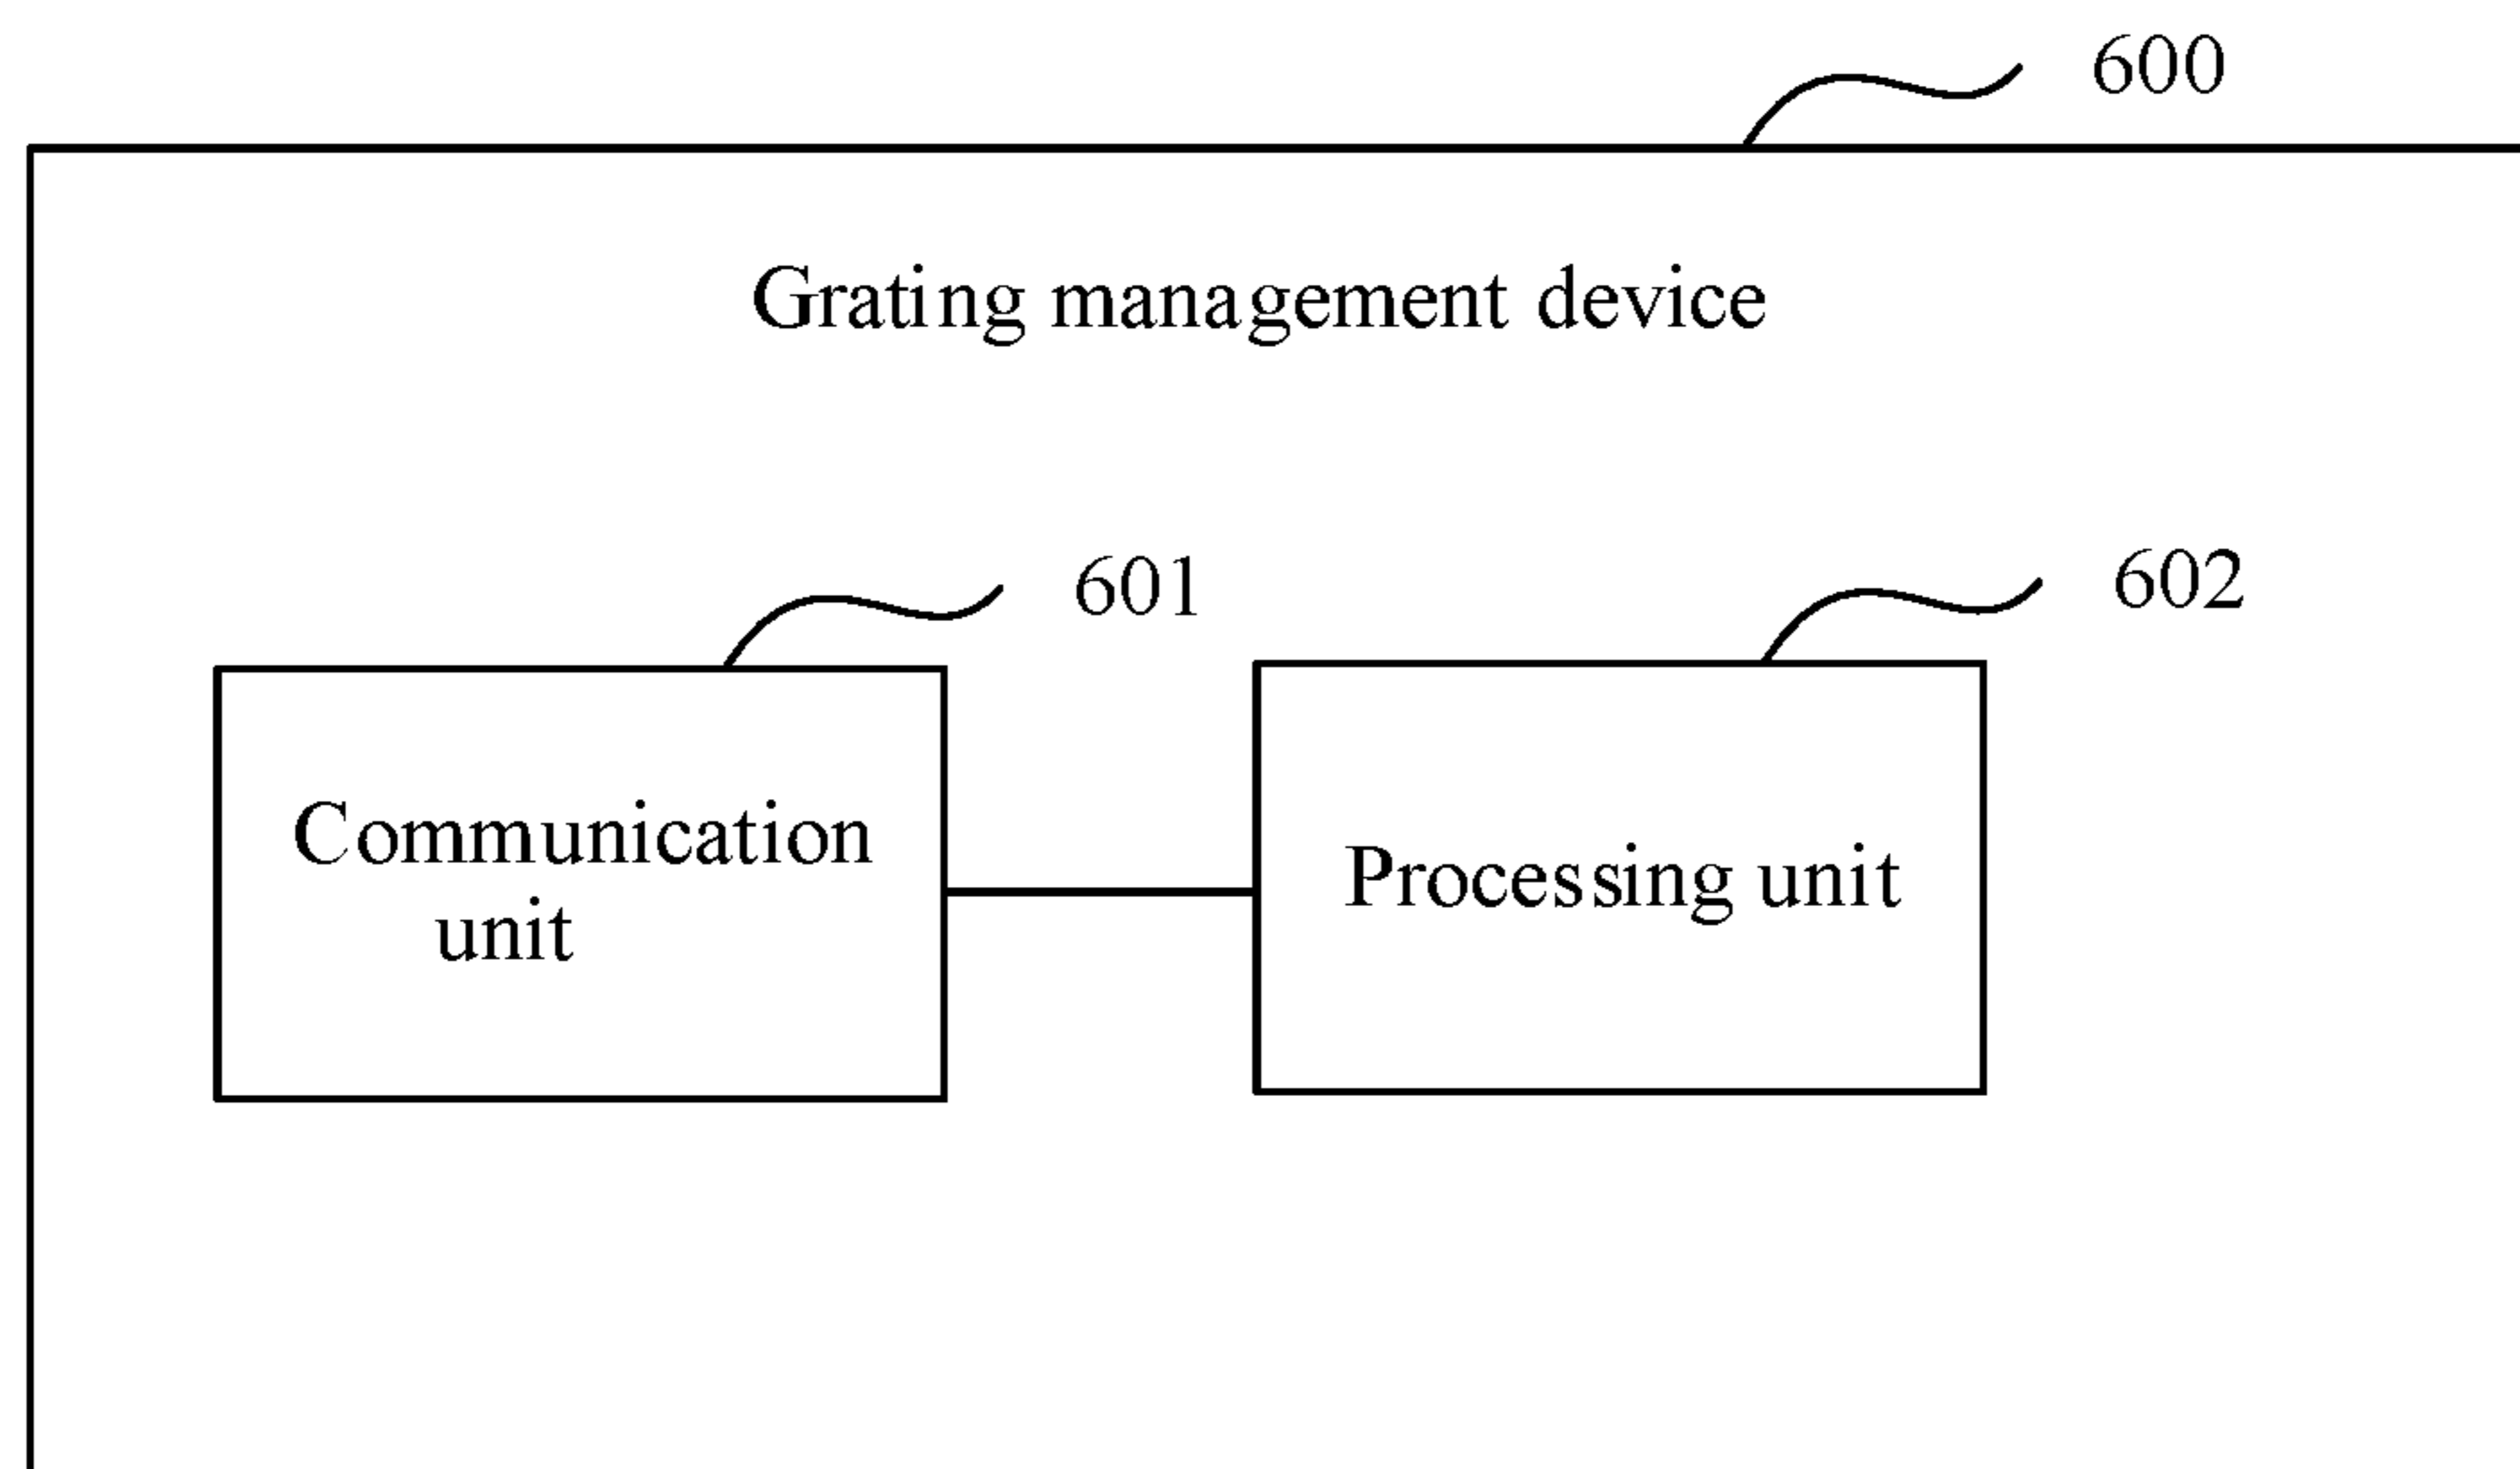 600
Grating management device
601
602
Communication
unit
Processing unit